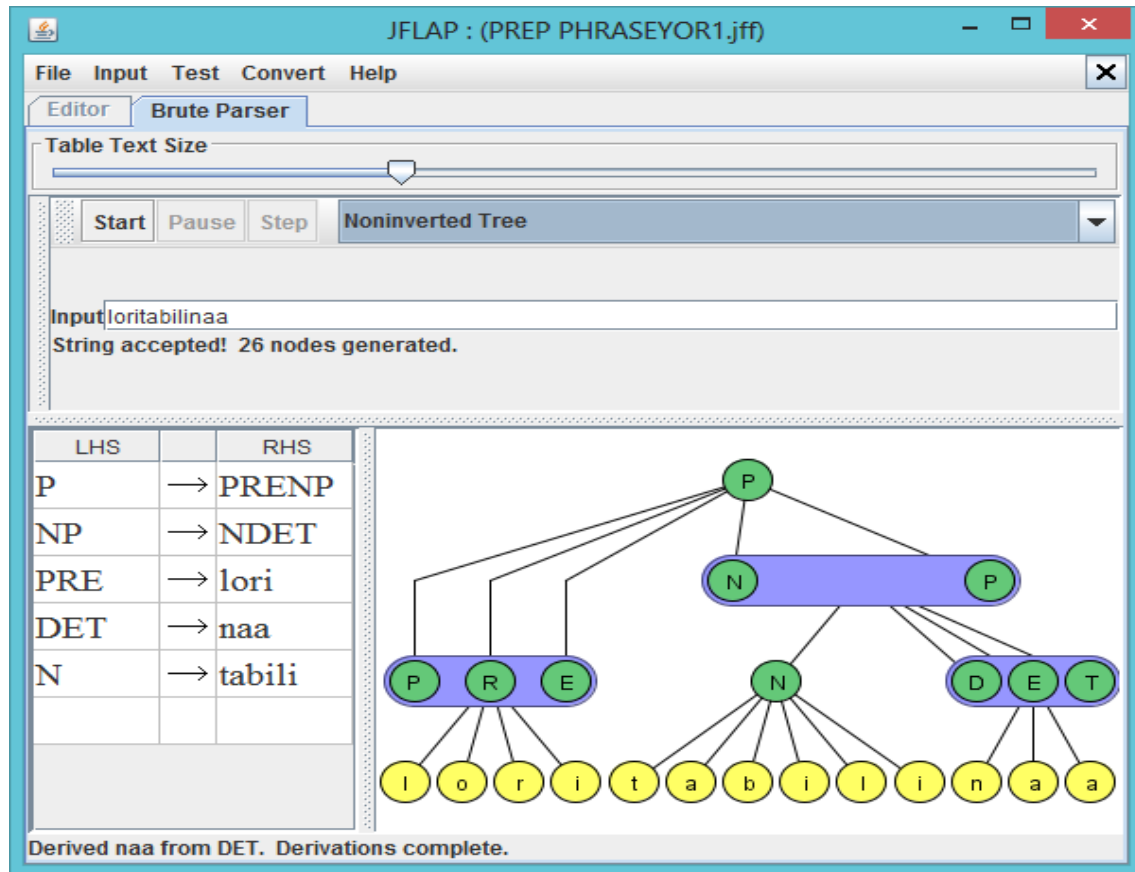 JFLAP : (PREP PHRASEYOR1.jff)
File Input Test Convert Help
Editor Brute Parser
Table Text Size
Start Pause Step Noninverted Tree
Input loritabilinaa
String accepted! 26 nodes generated.
LHS RHS
P → PRENP
NP → NDET
PRE → lori
DET → naa
N → tabili
P
N P
P R E N D E T
l o r i t a b i l i n a a
Derived naa from DET. Derivations complete.